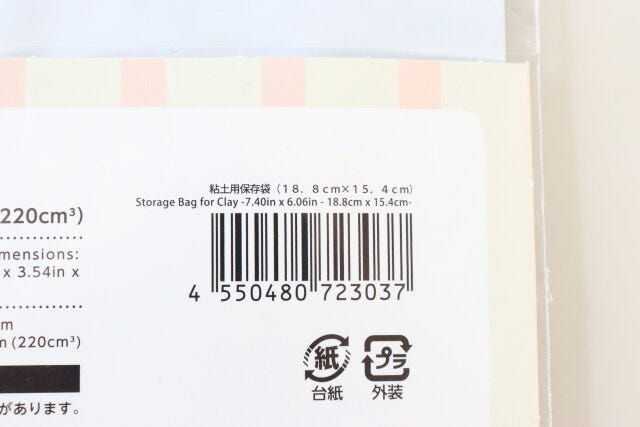 粘土用保存袋（１８．８ｃｍ×１５．４ｃｍ）
Storage Bag for Clay -7.40in x 6.06in - 18.8cm x 15.4cm-
220cm³)
mensions:
x 3.54in x
m
m (220cm³)
があります。
4 550480 723037
紙 プラ
台紙 外装